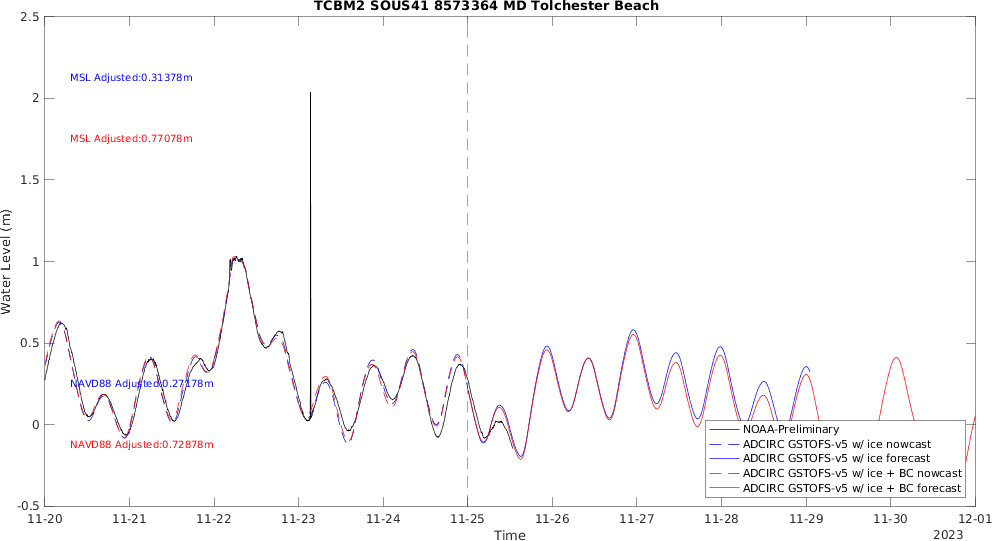 TCBM2 SOUS41 8573364 MD Tolchester Beach
2.5
2
1.5
1
0.5
0
-0.5
Water Level (m)
MSL Adjusted:0.31378m
MSL Adjusted:0.77078m
NAVD88 Adjusted:0.27178m
NAVD88 Adjusted:0.72878m
NOAA-Preliminary
ADCIRC GSTOFS-v5 w/ ice nowcast
ADCIRC GSTOFS-v5 w/ ice forecast
ADCIRC GSTOFS-v5 w/ ice + BC nowcast
ADCIRC GSTOFS-v5 w/ ice + BC forecast
11-20 11-21 11-22 11-23 11-24 11-25 11-26 11-27 11-28 11-29 11-30 12-01
Time
2023